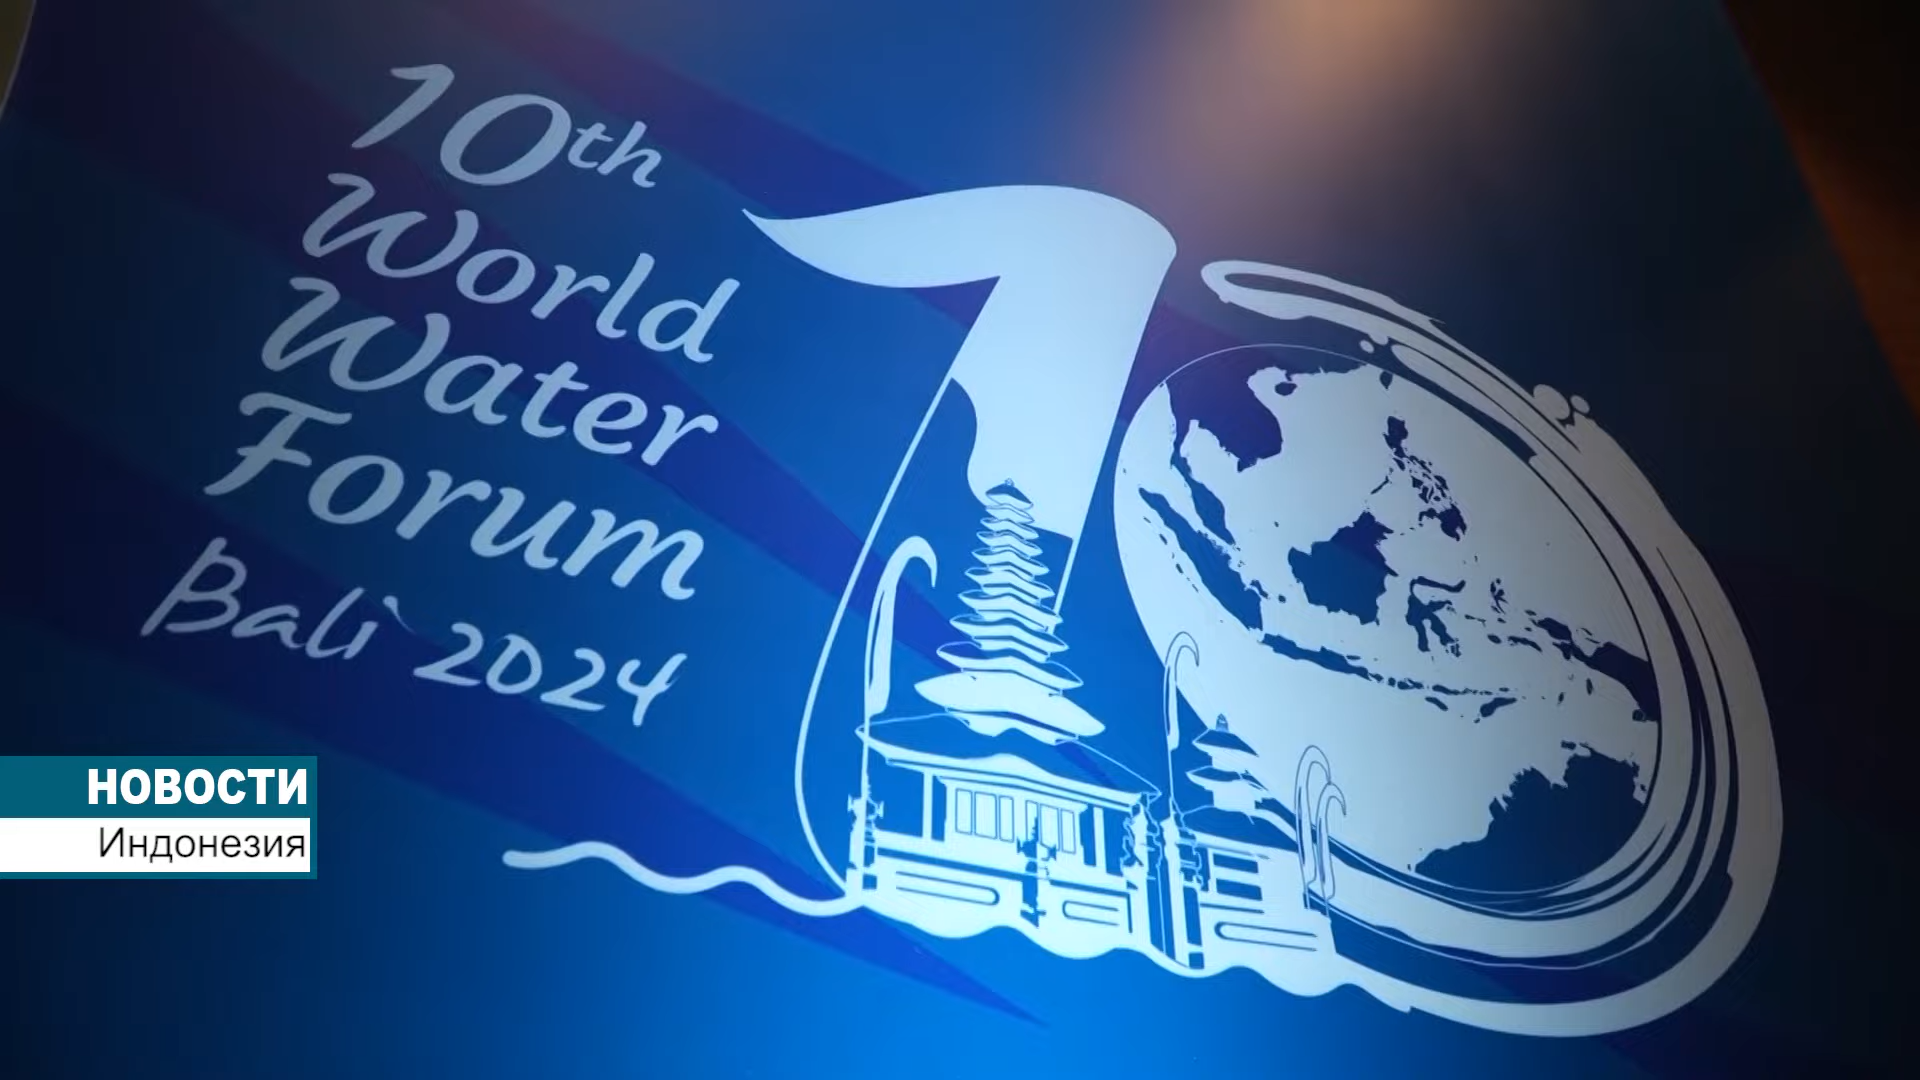 10th
World
Water
Forum
Bali 2024
НОВОСТИ
Индонезия